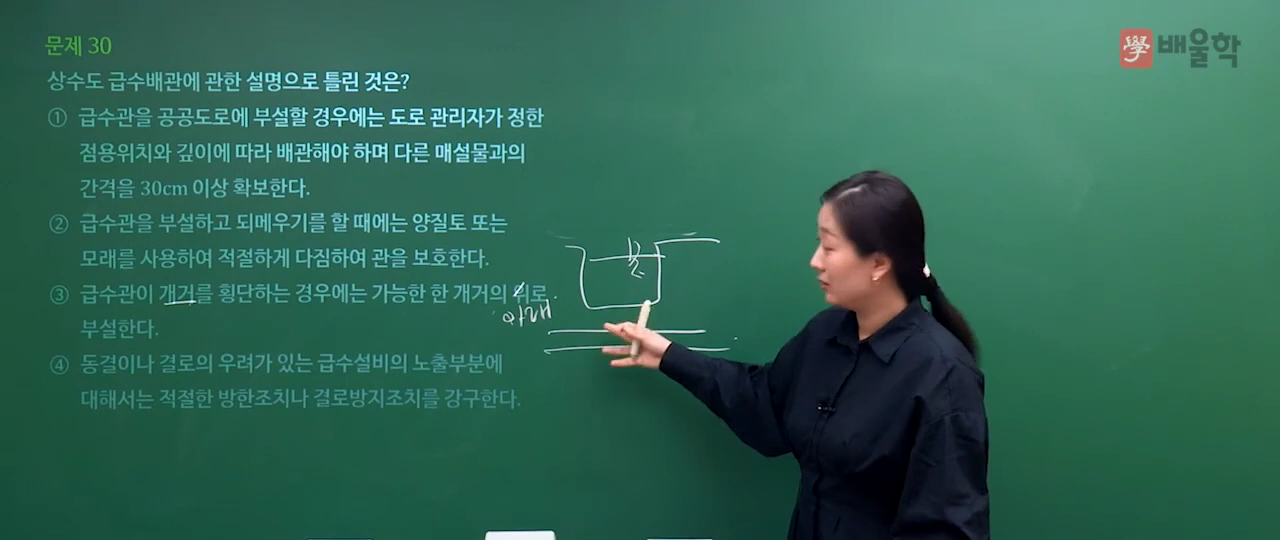 문제 30
學 배울학
상수도 급수배관에 관한 설명으로 틀린 것은?
① 급수관을 공공도로에 부설할 경우에는 도로 관리자가 정한
점용위치와 깊이에 따라 배관해야 하며 다른 매설물과의
간격을 30cm 이상 확보한다.
② 급수관을 부설하고 되메우기를 할 때에는 양질토 또는
모래를 사용하여 적절하게 다짐하여 관을 보호한다.
③ 급수관이 개거를 횡단하는 경우에는 가능한 한 개거의 위로
아래
부설한다.
④ 동결이나 결로의 우려가 있는 급수설비의 노출부분에
대해서는 적절한 방한조치나 결로방지조치를 강구한다.